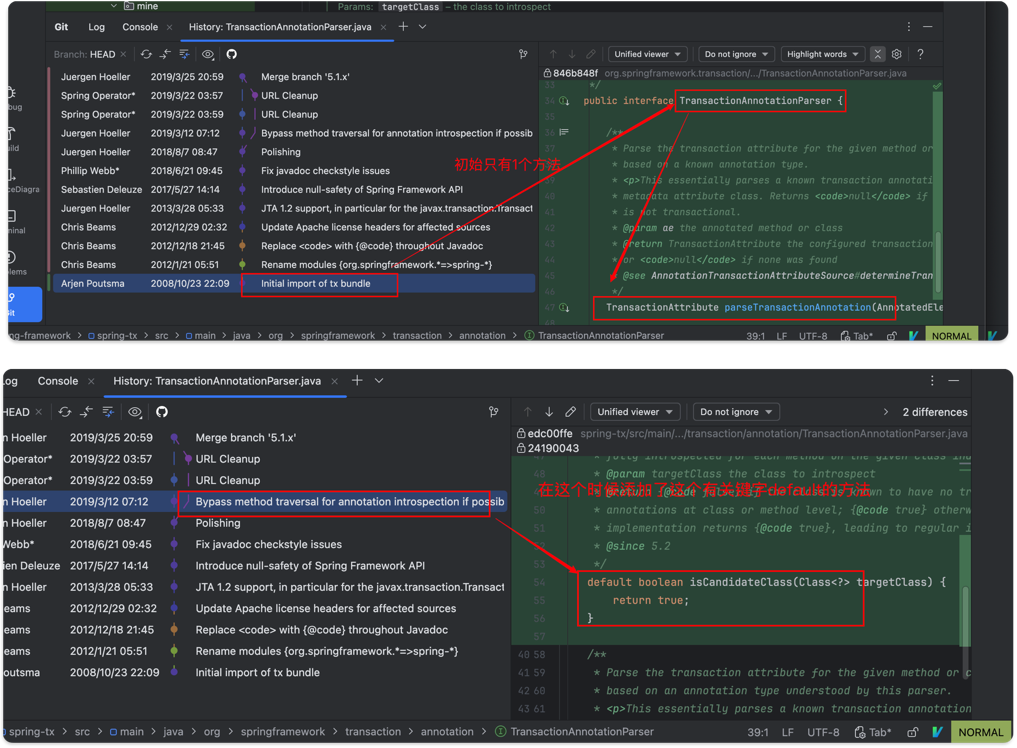 mine
Params: targetClass – the class to introspect
Git Log Console History: TransactionAnnotationParser.java
Branch: HEAD
Unified viewer Do not ignore Highlight words
846b848f org.springframework.transaction/.../TransactionAnnotationParser.java
Juergen Hoeller 2019/3/25 20:59 Merge branch '5.1.x'
Spring Operator* 2019/3/22 03:57 URL Cleanup
Spring Operator* 2019/3/22 03:59 URL Cleanup
Juergen Hoeller 2019/3/12 07:12 Bypass method traversal for annotation introspection if possib
Juergen Hoeller 2018/8/7 08:47 Polishing
Phillip Webb* 2018/6/21 09:45 Fix javadoc checkstyle issues
Sebastien Deleuze 2017/5/27 14:14 Introduce null-safety of Spring Framework API
Juergen Hoeller 2013/3/28 05:33 JTA 1.2 support, in particular for the javax.transaction.Transact
Chris Beams 2012/12/29 02:32 Update Apache license headers for affected sources
Chris Beams 2012/12/18 21:45 Replace <code> with {@code} throughout Javadoc
Chris Beams 2012/1/21 05:51 Rename modules {org.springframework.*=>spring-*}
Arjen Poutsma 2008/10/23 22:09 Initial import of tx bundle
初始只有1个方法
33 */
34 public interface TransactionAnnotationParser {
35
36 /**
* Parse the transaction attribute for the given method or
* based on a known annotation type.
* <p>This essentially parses a known transaction annotati
* metadata attribute class. Returns <code>null</code> if
41 * is not transactional.
42 * @param ae the annotated method or class
43 * @return TransactionAttribute the configured transaction
44 * or <code>null</code> if none was found
45 * @see AnnotationTransactionAttributeSource#determineTran
46 */
47 TransactionAttribute parseTransactionAnnotation(AnnotatedEle
48
ng-framework > spring-tx > src > main > java > org > springframework > transaction > annotation > TransactionAnnotationParser
39:1 LF UTF-8 Tab* NORMAL
bug
uild
ceDiagra
minal
blems
Git
og Console History: TransactionAnnotationParser.java
HEAD
Unified viewer Do not ignore 2 differences
edc00ffe spring-tx/src/main/.../transaction/annotation/TransactionAnnotationParser.java
24190043
n Hoeller 2019/3/25 20:59 Merge branch '5.1.x'
Operator* 2019/3/22 03:57 URL Cleanup
Operator* 2019/3/22 03:59 URL Cleanup
n Hoeller 2019/3/12 07:12 Bypass method traversal for annotation introspection if possib
n Hoeller 2018/8/7 08:47 Polishing
Webb* 2018/6/21 09:45 Fix javadoc checkstyle issues
ien Deleuze 2017/5/27 14:14 Introduce null-safety of Spring Framework API
n Hoeller 2013/3/28 05:33 JTA 1.2 support, in particular for the javax.transaction.Transact
eams 2012/12/29 02:32 Update Apache license headers for affected sources
eams 2012/12/18 21:45 Replace <code> with {@code} throughout Javadoc
eams 2012/1/21 05:51 Rename modules {org.springframework.*=>spring-*}
outsma 2008/10/23 22:09 Initial import of tx bundle
在这个时候添加了这个有关键字default的方法
48 * @param targetClass the class to introspect
* @return {@code false} if the class is known to have no tr
50 * annotations at class or method level; {@code true} otherw
51 * implementation returns {@code true}, leading to regular i
* @since 5.2
*/
54 default boolean isCandidateClass(Class<?> targetClass) {
55 return true;
56 }
57
40 58 /**
41 59 * Parse the transaction attribute for the given method or c
42 60 * based on an annotation type understood by this parser.
43 61 * <p>This essentially parses a known transaction annotation
spring-tx > src > main > java > org > springframework > transaction > annotation > TransactionAnnotationParser
39:1 LF UTF-8 Tab* NORMAL